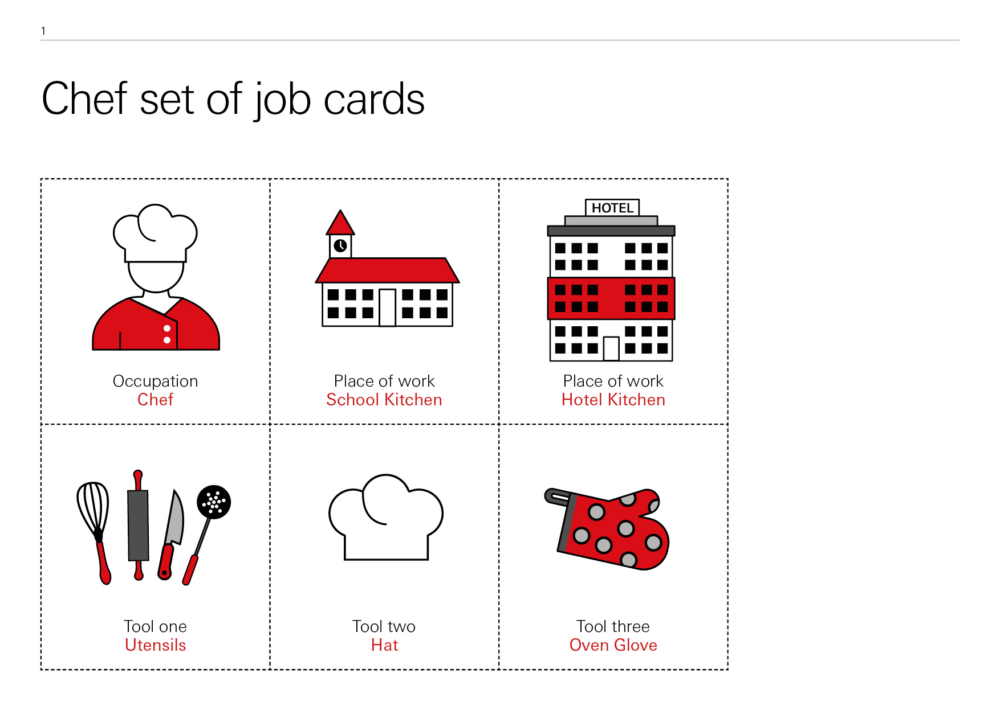 1
Chef set of job cards
HOTEL
Occupation
Chef
Place of work
School Kitchen
Place of work
Hotel Kitchen
Tool one
Utensils
Tool two
Hat
Tool three
Oven Glove